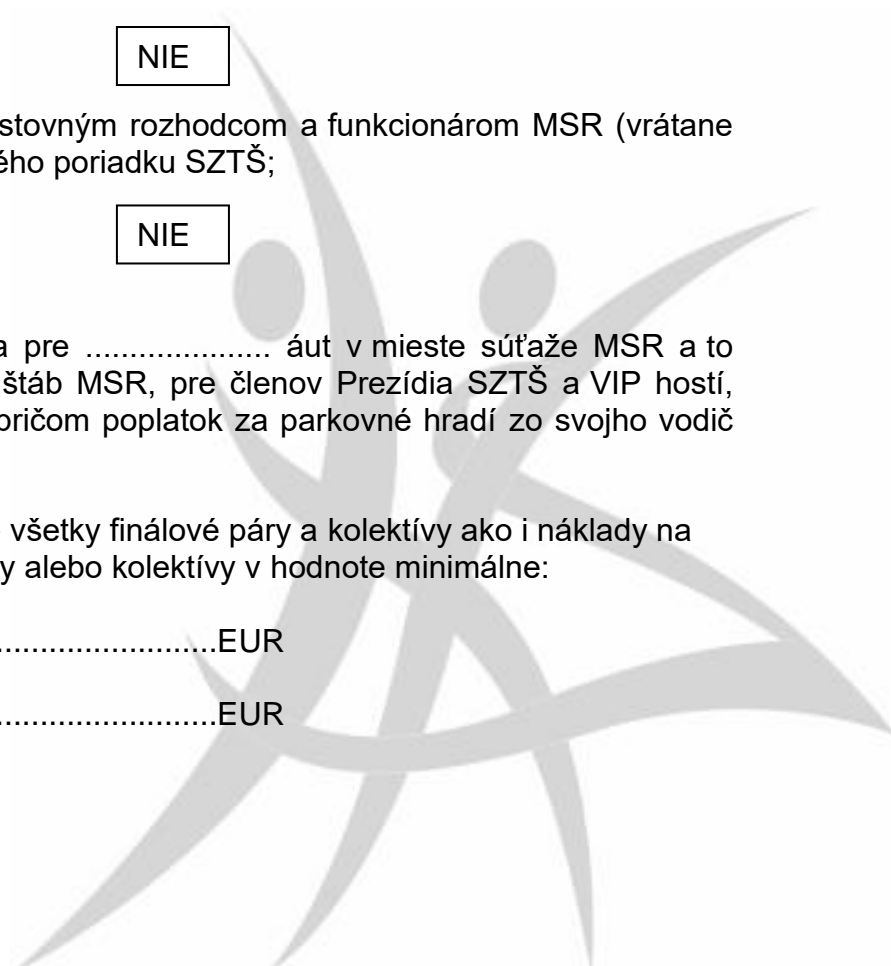 NIE
stovným rozhodcom a funkcionárom MSR (vrátane
ého poriadku SZTŠ;
NIE
a pre ..................... áut v mieste súťaže MSR a to
štáb MSR, pre členov Prezídia SZTŠ a VIP hostí,
pričom poplatok za parkovné hradí zo svojho vodič
všetky finálové páry a kolektívy ako i náklady na
y alebo kolektívy v hodnote minimálne:
.........................EUR
.........................EUR